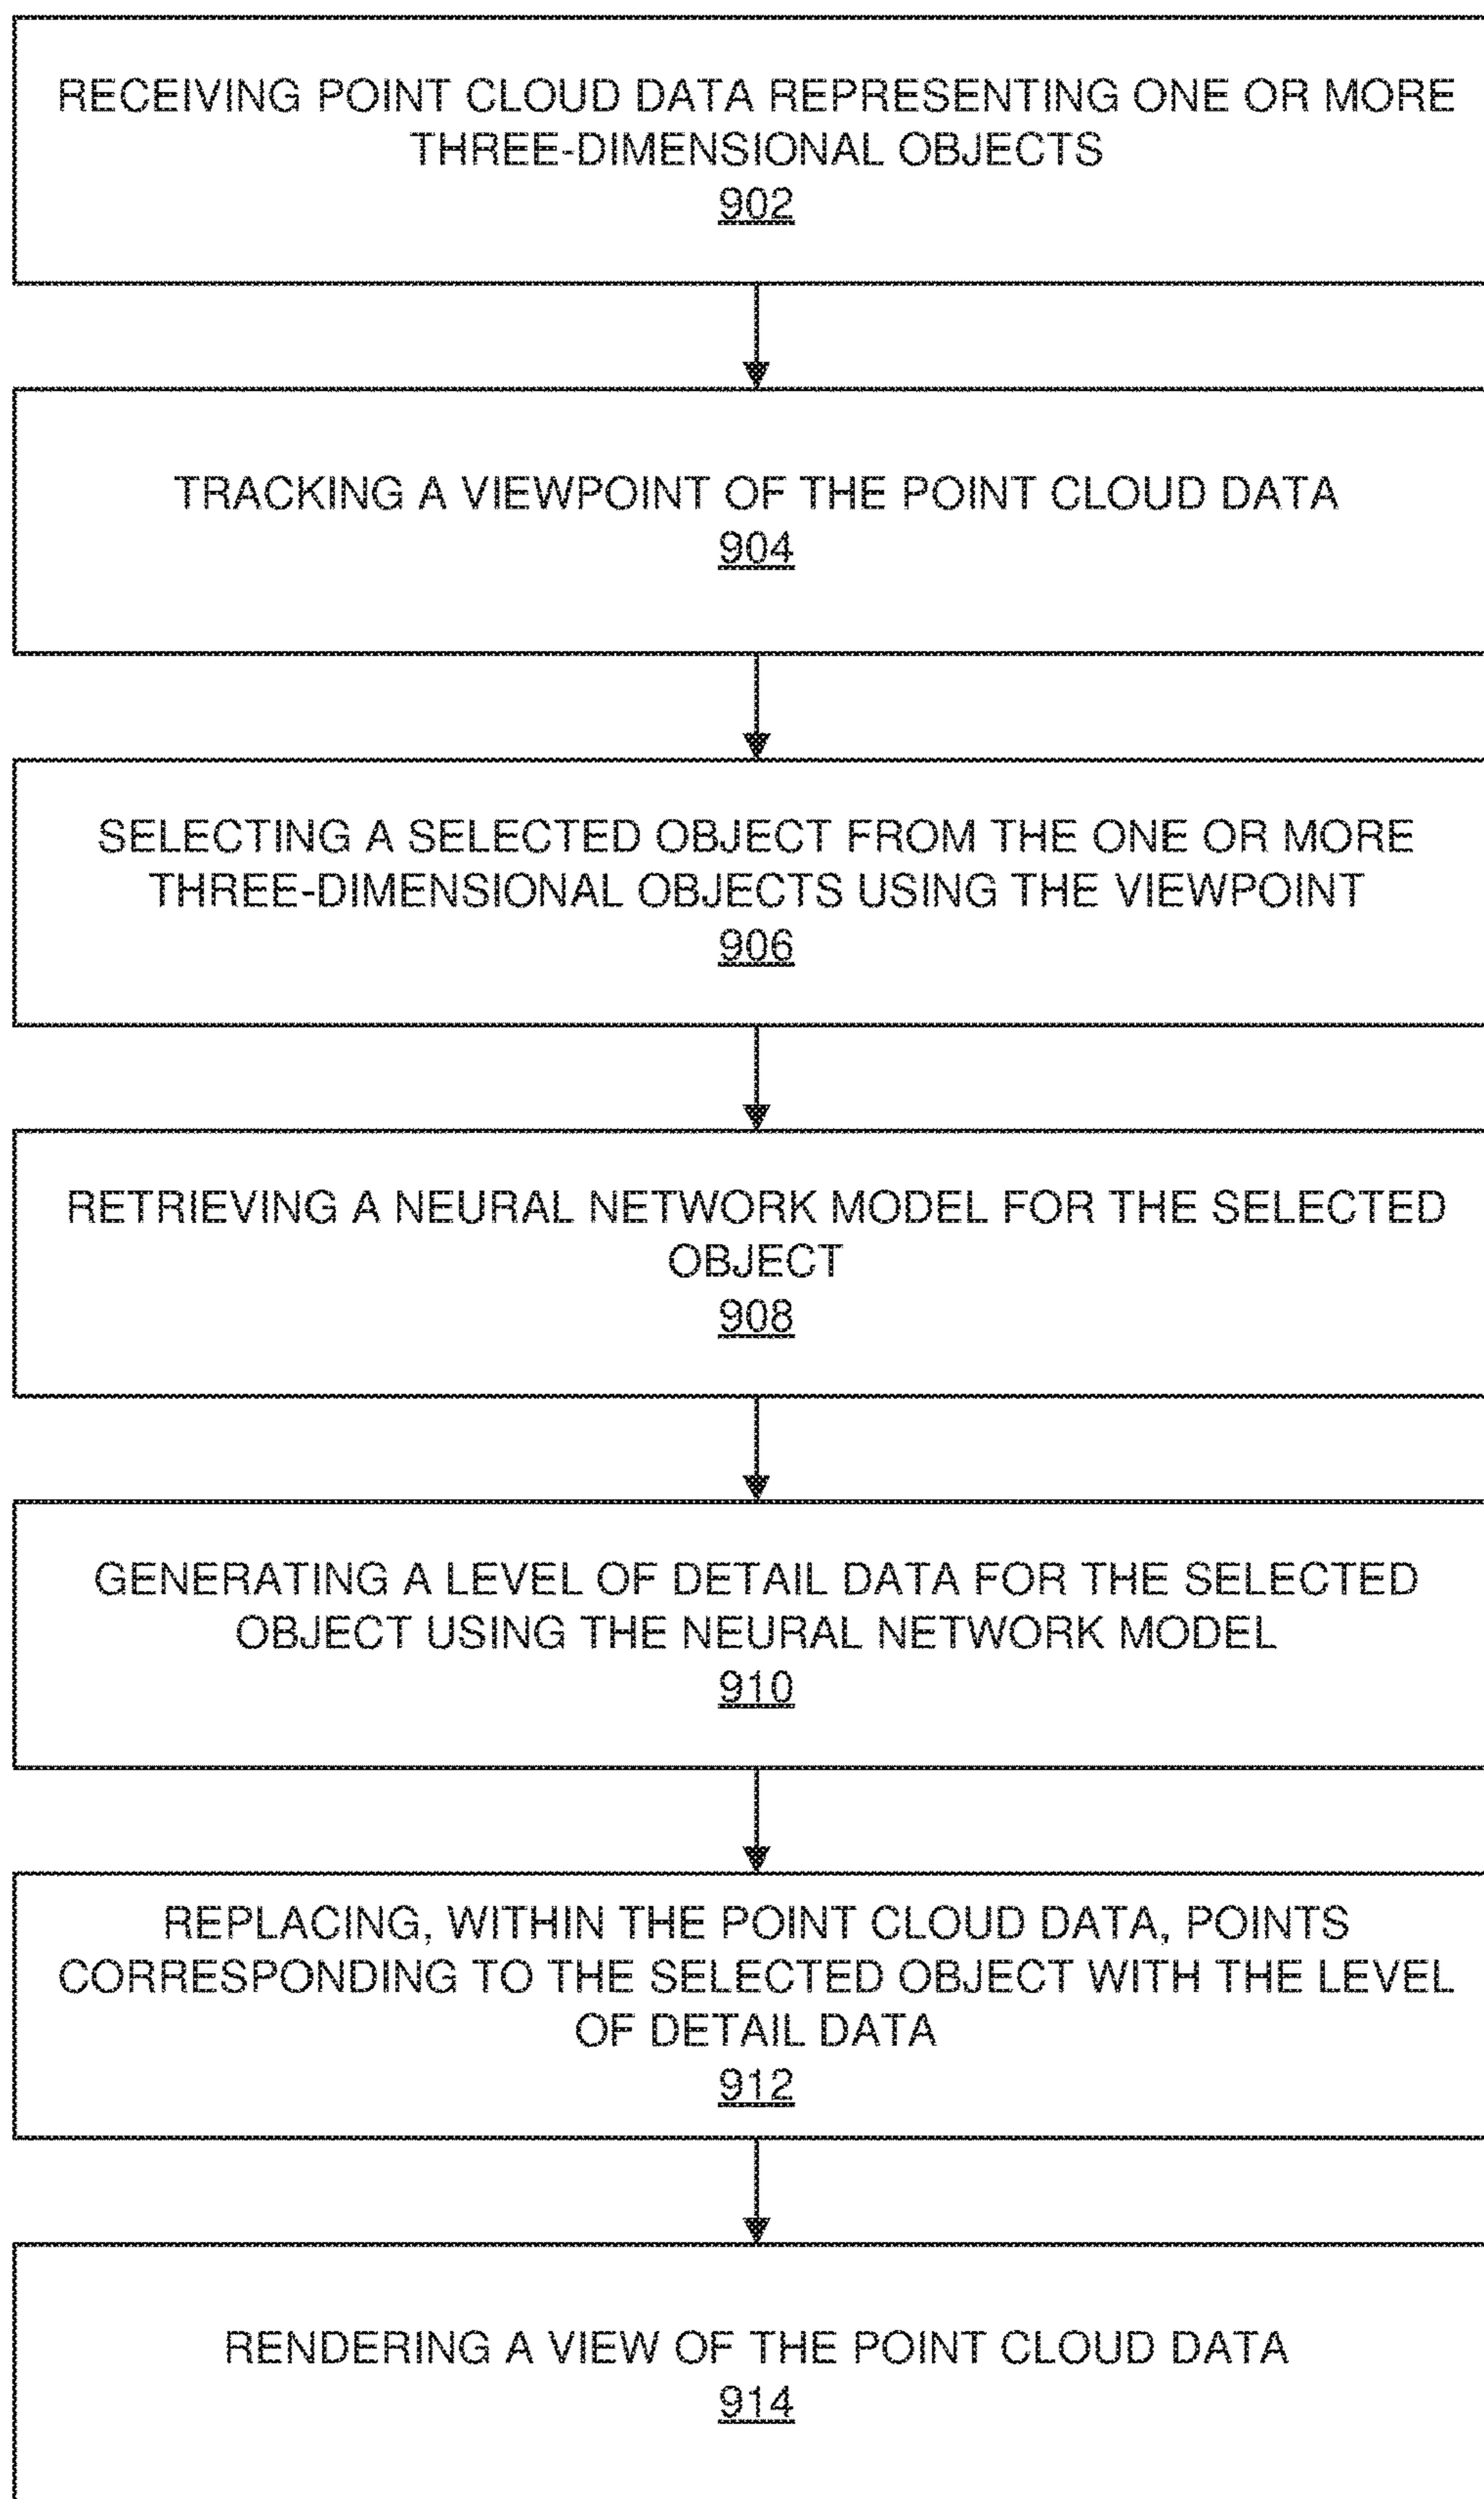 RECEIVING POINT CLOUD DATA REPRESENTING ONE OR MORE
THREE-DIMENSIONAL OBJECTS
902
TRACKING A VIEWPOINT OF THE POINT CLOUD DATA
904
SELECTING A SELECTED OBJECT FROM THE ONE OR MORE
THREE-DIMENSIONAL OBJECTS USING THE VIEWPOINT
906
RETRIEVING A NEURAL NETWORK MODEL FOR THE SELECTED
OBJECT
908
GENERATING A LEVEL OF DETAIL DATA FOR THE SELECTED
OBJECT USING THE NEURAL NETWORK MODEL
910
REPLACING, WITHIN THE POINT CLOUD DATA, POINTS
CORRESPONDING TO THE SELECTED OBJECT WITH THE LEVEL
OF DETAIL DATA
912
RENDERING A VIEW OF THE POINT CLOUD DATA
914